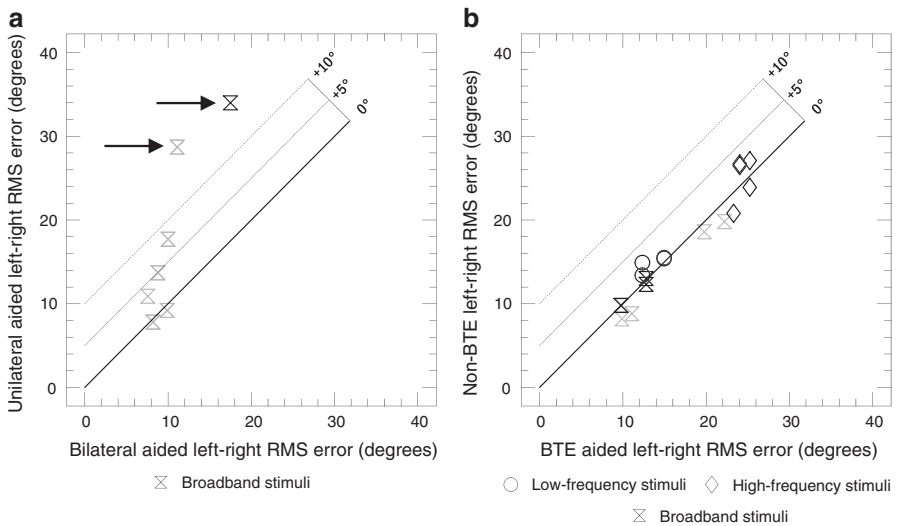 a
40
30
20
10
0
0
10
20
30
40
+10°
+5°
0°
Unilateral aided left-right RMS error (degrees)
Bilateral aided left-right RMS error (degrees)
Broadband stimuli
b
40
30
20
10
0
0
10
20
30
40
+10°
+5°
0°
Non-BTE left-right RMS error (degrees)
BTE aided left-right RMS error (degrees)
Low-frequency stimuli
High-frequency stimuli
Broadband stimuli